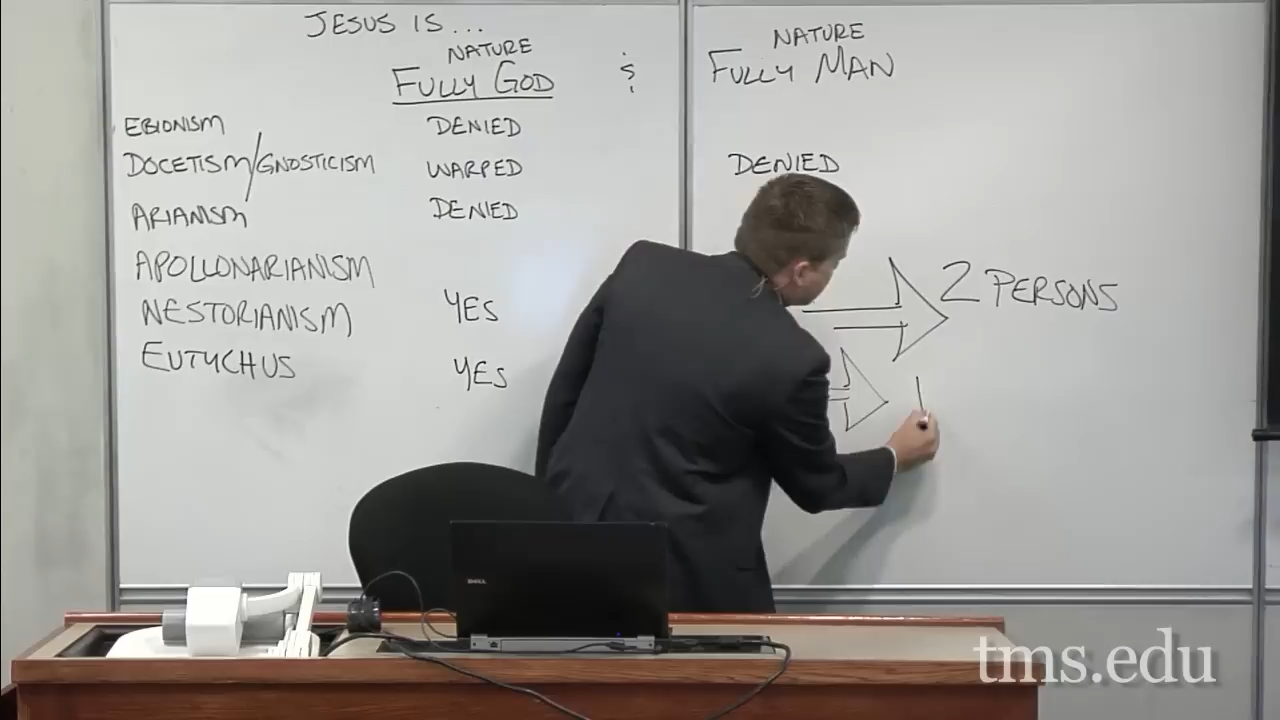 JESUS IS...
NATURE
FULLY GOD
&
NATURE
FULLY MAN
EBIONISM DENIED
DOCETISM/GNOSTICISM WARPED DENIED
ARIANISM DENIED
APOLLONARIANISM
NESTORIANISM YES 2 PERSONS
EUTYCHUS YES
DELL
tms.edu